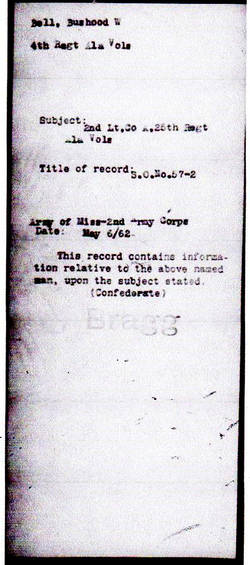 Bell, Bushood W
4th Regt Ala Vols
Subject:
2nd Lt,Co A,25th Regt
Ala Vols
Title of record:
S.O.No.57-2
Army of Miss-2nd Army Corps
Date: May 6/62.
This record contains informa-
tion relative to the above named
man, upon the subject stated.
(Confederate)
Bragg